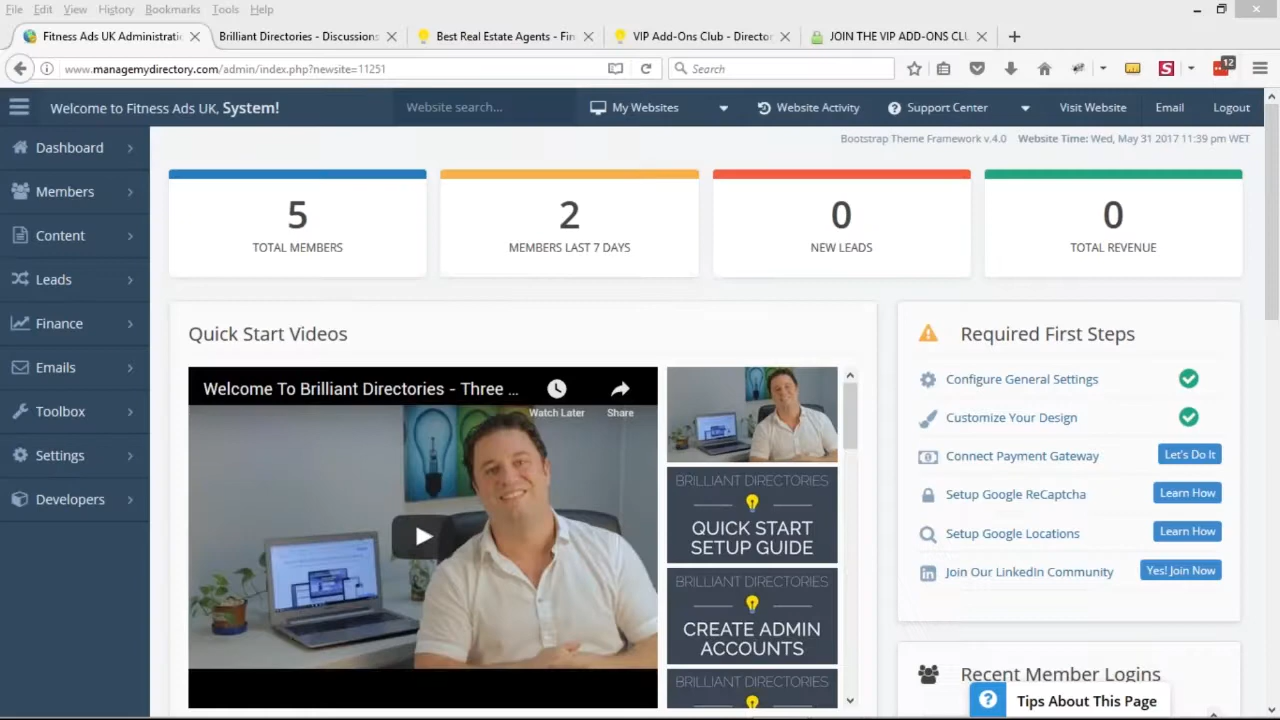 File Edit View History Bookmarks Tools Help
Fitness Ads UK Administrati
Brilliant Directories - Discussions
Best Real Estate Agents - Fin
VIP Add-Ons Club - Director
JOIN THE VIP ADD-ONS CLU
www.managemydirectory.com/admin/index.php?newsite=11251
Search
12
Welcome to Fitness Ads UK, System!
Website search...
My Websites
Website Activity
Support Center
Visit Website
Email
Logout
Bootstrap Theme Framework v.4.0 Website Time: Wed, May 31 2017 11:39 pm WET
Dashboard
Members
Content
Leads
Finance
Emails
Toolbox
Settings
Developers
5
TOTAL MEMBERS
2
MEMBERS LAST 7 DAYS
0
NEW LEADS
0
TOTAL REVENUE
Quick Start Videos
Welcome To Brilliant Directories - Three ...
Watch Later
Share
BRILLIANT DIRECTORIES
QUICK START
SETUP GUIDE
BRILLIANT DIRECTORIES
CREATE ADMIN
ACCOUNTS
BRILLIANT DIRECTORIES
Required First Steps
Configure General Settings
Customize Your Design
Connect Payment Gateway
Let's Do It
Setup Google ReCaptcha
Learn How
Setup Google Locations
Learn How
Join Our LinkedIn Community
Yes! Join Now
Recent Member Logins
Tips About This Page